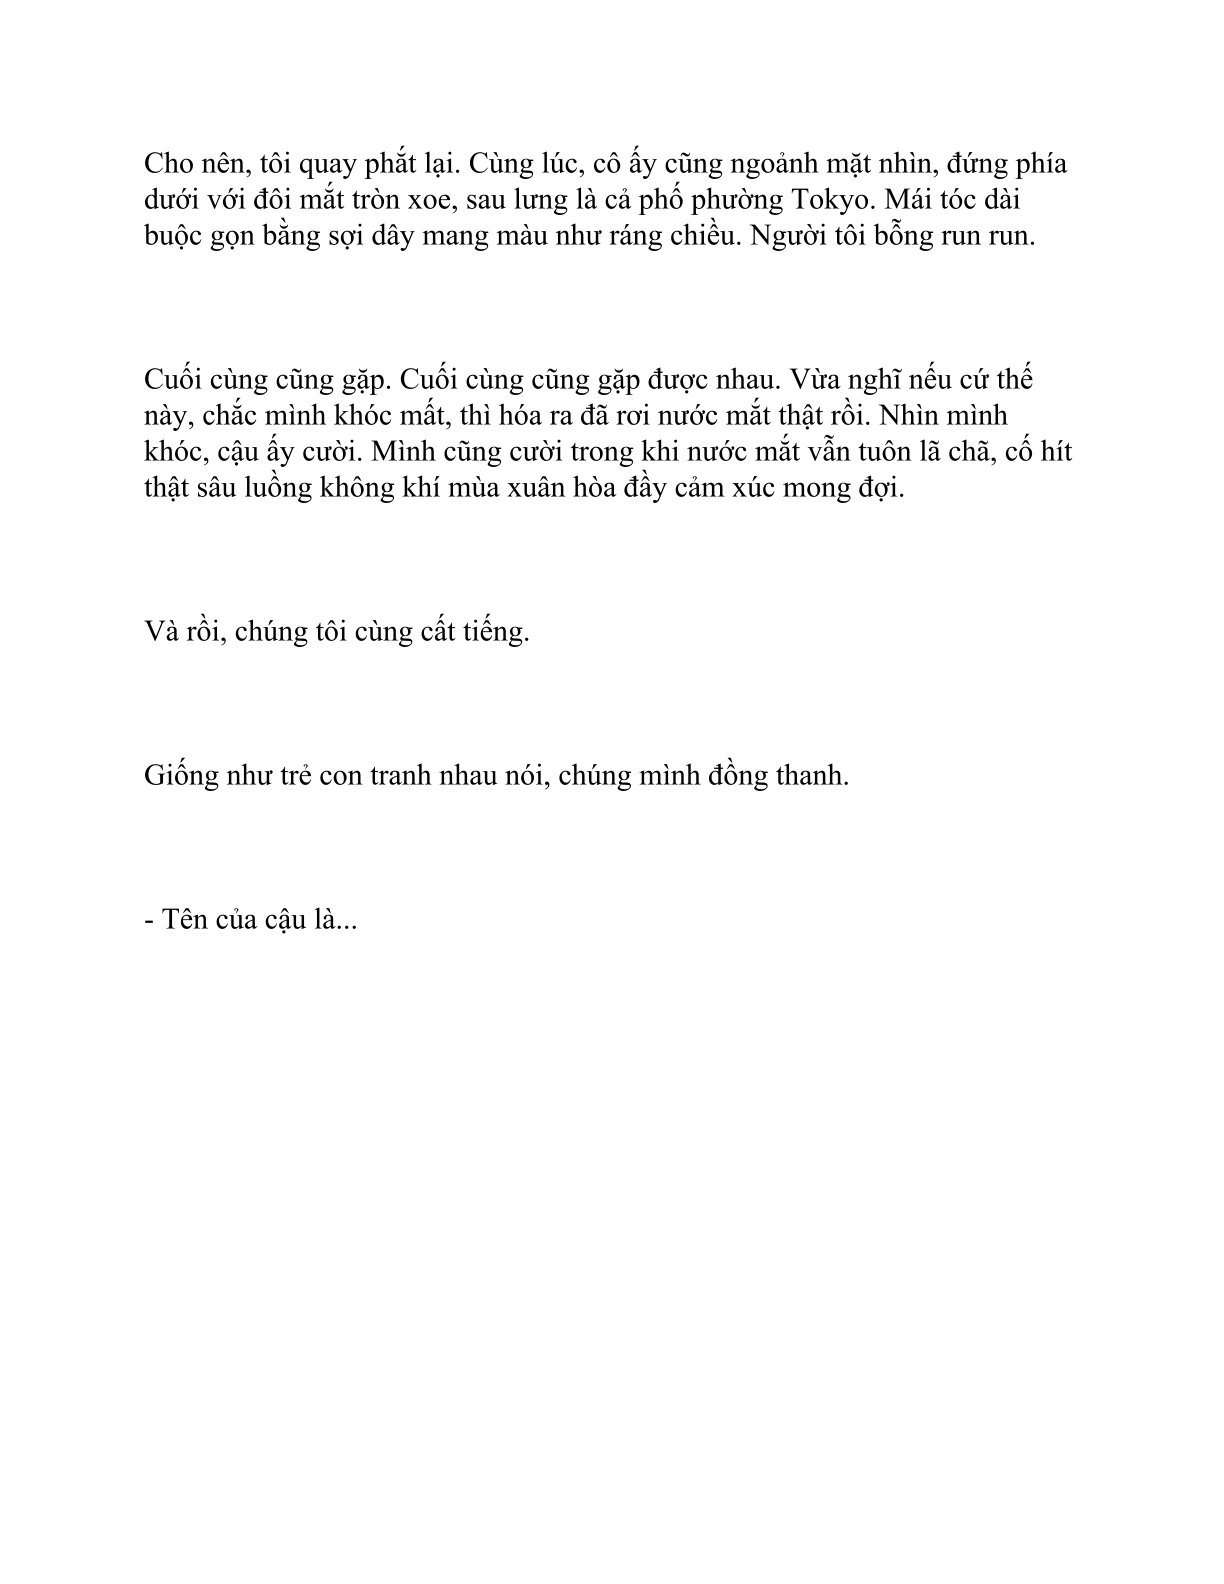 Cho nên, tôi quay phắt lại. Cùng lúc, cô ấy cũng ngoảnh mặt nhìn, đứng phía
dưới với đôi mắt tròn xoe, sau lưng là cả phố phường Tokyo. Mái tóc dài
buộc gọn bằng sợi dây mang màu như ráng chiều. Người tôi bỗng run run.
Cuối cùng cũng gặp. Cuối cùng cũng gặp được nhau. Vừa nghĩ nếu cứ thế
này, chắc mình khóc mất, thì hóa ra đã rơi nước mắt thật rồi. Nhìn mình
khóc, cậu ấy cười. Mình cũng cười trong khi nước mắt vẫn tuôn lã chã, cố hít
thật sâu luồng không khí mùa xuân hòa đầy cảm xúc mong đợi.
Và rồi, chúng tôi cùng cất tiếng.
Giống như trẻ con tranh nhau nói, chúng mình đồng thanh.
- Tên của cậu là...